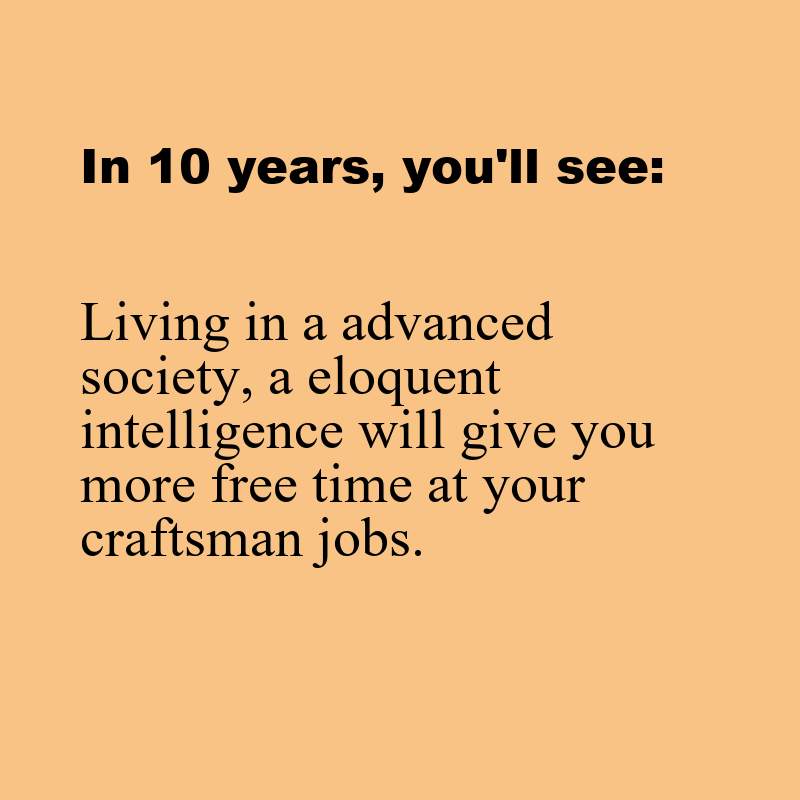 In 10 years, you'll see:
Living in a advanced
society, a eloquent
intelligence will give you
more free time at your
craftsman jobs.